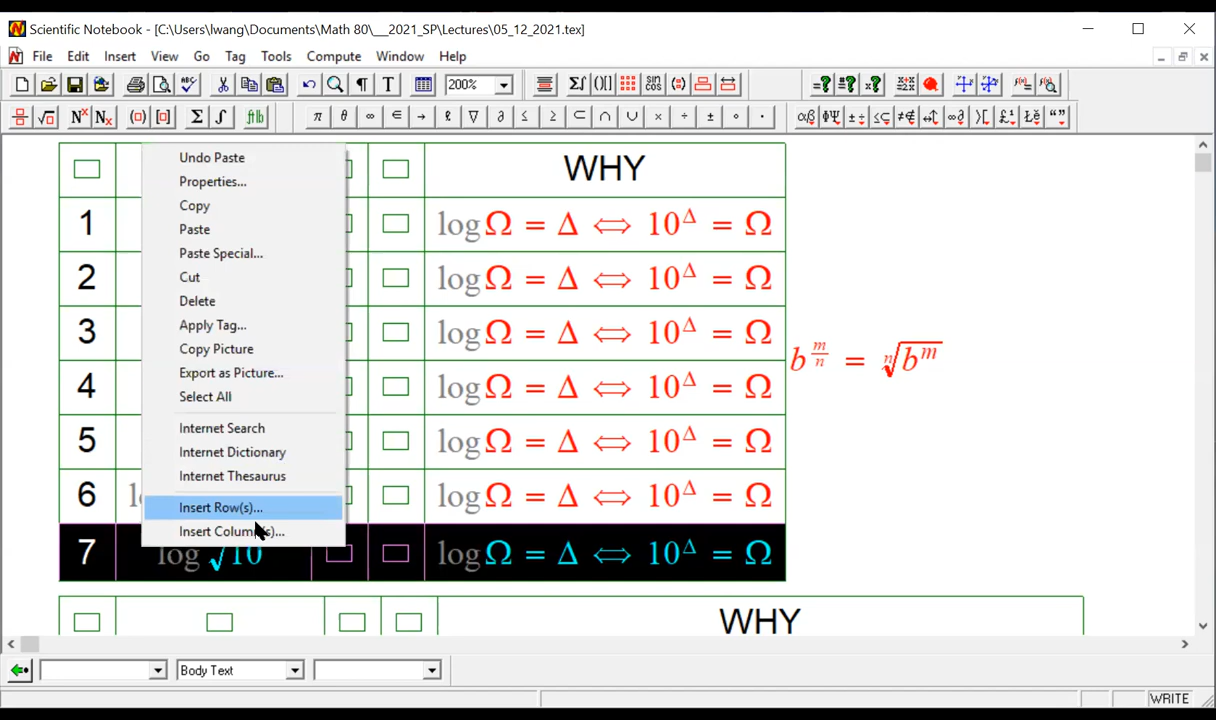 Scientific Notebook - [C:\Users\lwang\Documents\Math 80\__2021_SP\Lectures\05_12_2021.tex]
File Edit Insert View Go Tag Tools Compute Window Help
200%
π θ ∞ ∈ → ℓ ∇ ∂ ≤ ≥ ⊂ ∩ ∪ × ÷ ± ∘ ·
WHY
1 log Ω = Δ ⟺ 10^Δ = Ω
2 log Ω = Δ ⟺ 10^Δ = Ω
3 log Ω = Δ ⟺ 10^Δ = Ω
b^(m/n) = ⁿ√(b^m)
4 log Ω = Δ ⟺ 10^Δ = Ω
5 log Ω = Δ ⟺ 10^Δ = Ω
6 log Ω = Δ ⟺ 10^Δ = Ω
7 log √10 log Ω = Δ ⟺ 10^Δ = Ω
Undo Paste
Properties...
Copy
Paste
Paste Special...
Cut
Delete
Apply Tag...
Copy Picture
Export as Picture...
Select All
Internet Search
Internet Dictionary
Internet Thesaurus
Insert Row(s)...
Insert Column(s)...
WHY
Body Text
WRITE